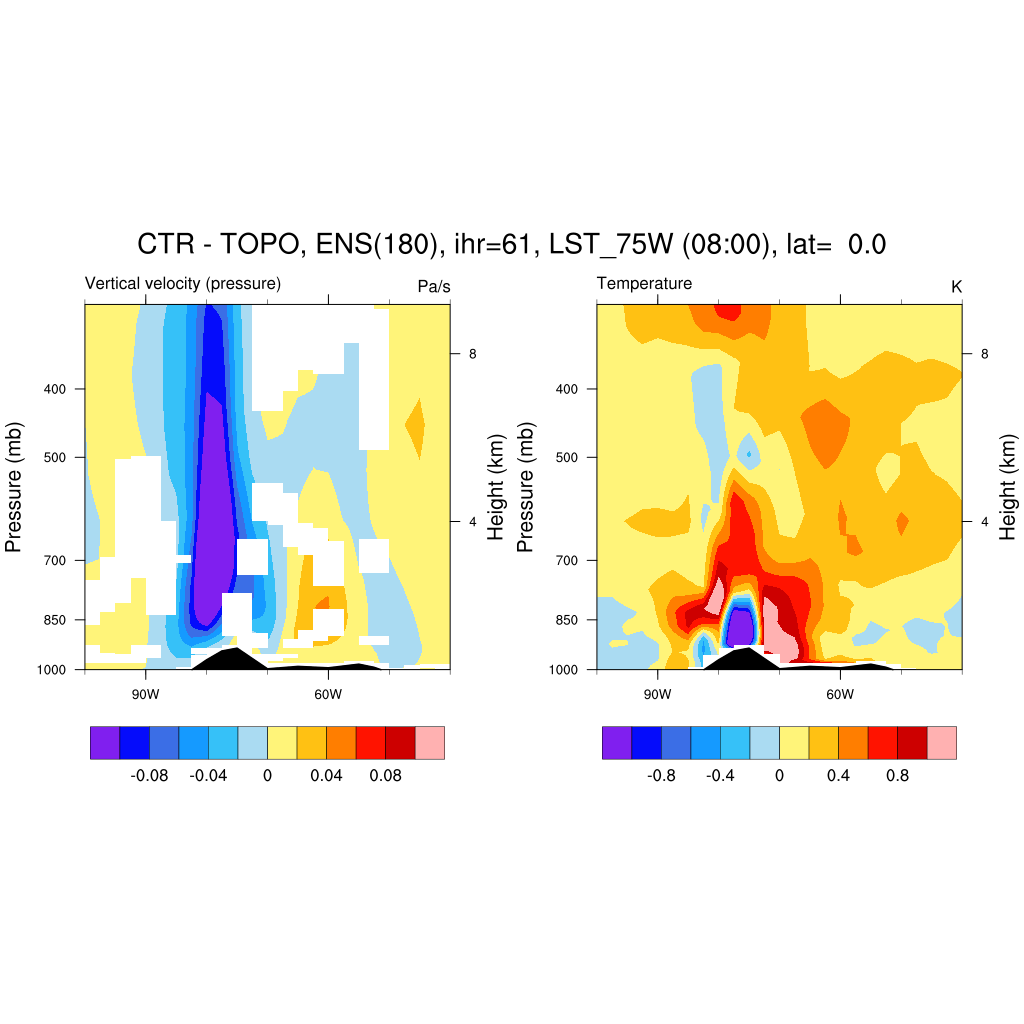 CTR - TOPO, ENS(180), ihr=61, LST_75W (08:00), lat=  0.0
Vertical velocity (pressure) Pa/s
Pressure (mb)
400
500
700
850
1000
8
4
Height (km)
90W 60W
-0.08 -0.04 0 0.04 0.08
Temperature K
Pressure (mb)
400
500
700
850
1000
8
4
Height (km)
90W 60W
-0.8 -0.4 0 0.4 0.8